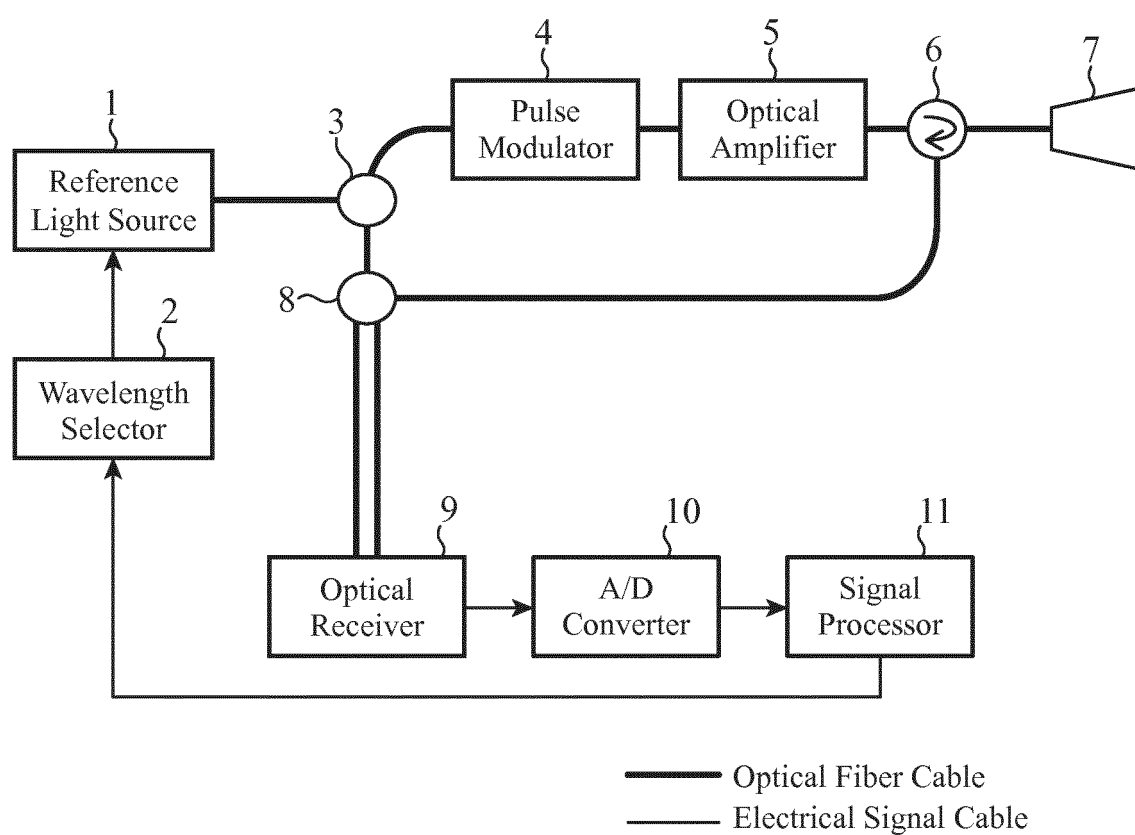 1
Reference
Light Source
2
Wavelength
Selector
3
4
Pulse
Modulator
5
Optical
Amplifier
6
7
8
9
Optical
Receiver
10
A/D
Converter
11
Signal
Processor
Optical Fiber Cable
Electrical Signal Cable